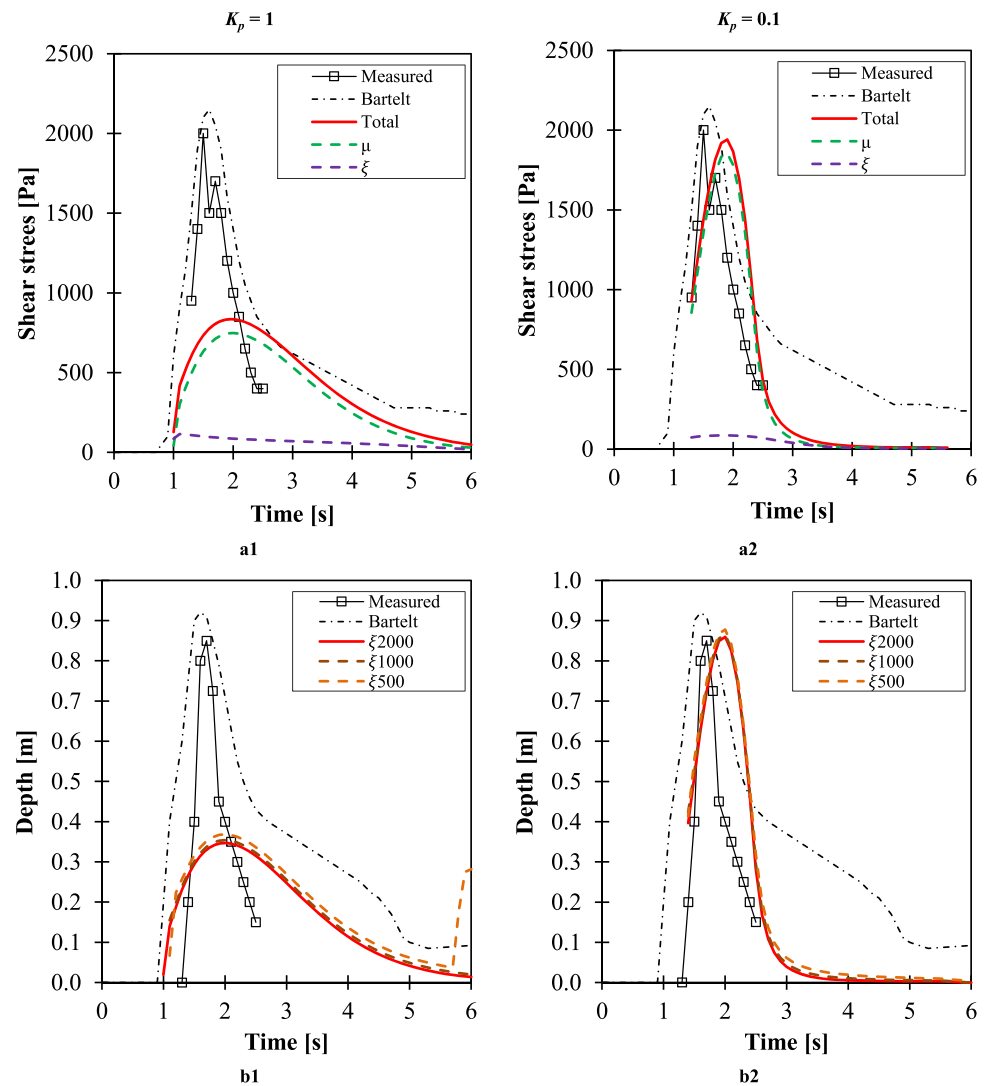 K_p = 1
2500
2000
1500
1000
500
0
Shear strees [Pa]
Measured
Bartelt
Total
μ
ξ
0 1 2 3 4 5 6
Time [s]
a1
K_p = 0.1
2500
2000
1500
1000
500
0
Shear strees [Pa]
Measured
Bartelt
Total
μ
ξ
0 1 2 3 4 5 6
Time [s]
a2
1.0
0.9
0.8
0.7
0.6
0.5
0.4
0.3
0.2
0.1
0.0
Depth [m]
Measured
Bartelt
ξ2000
ξ1000
ξ500
0 1 2 3 4 5 6
Time [s]
b1
1.0
0.9
0.8
0.7
0.6
0.5
0.4
0.3
0.2
0.1
0.0
Depth [m]
Measured
Bartelt
ξ2000
ξ1000
ξ500
0 1 2 3 4 5 6
Time [s]
b2